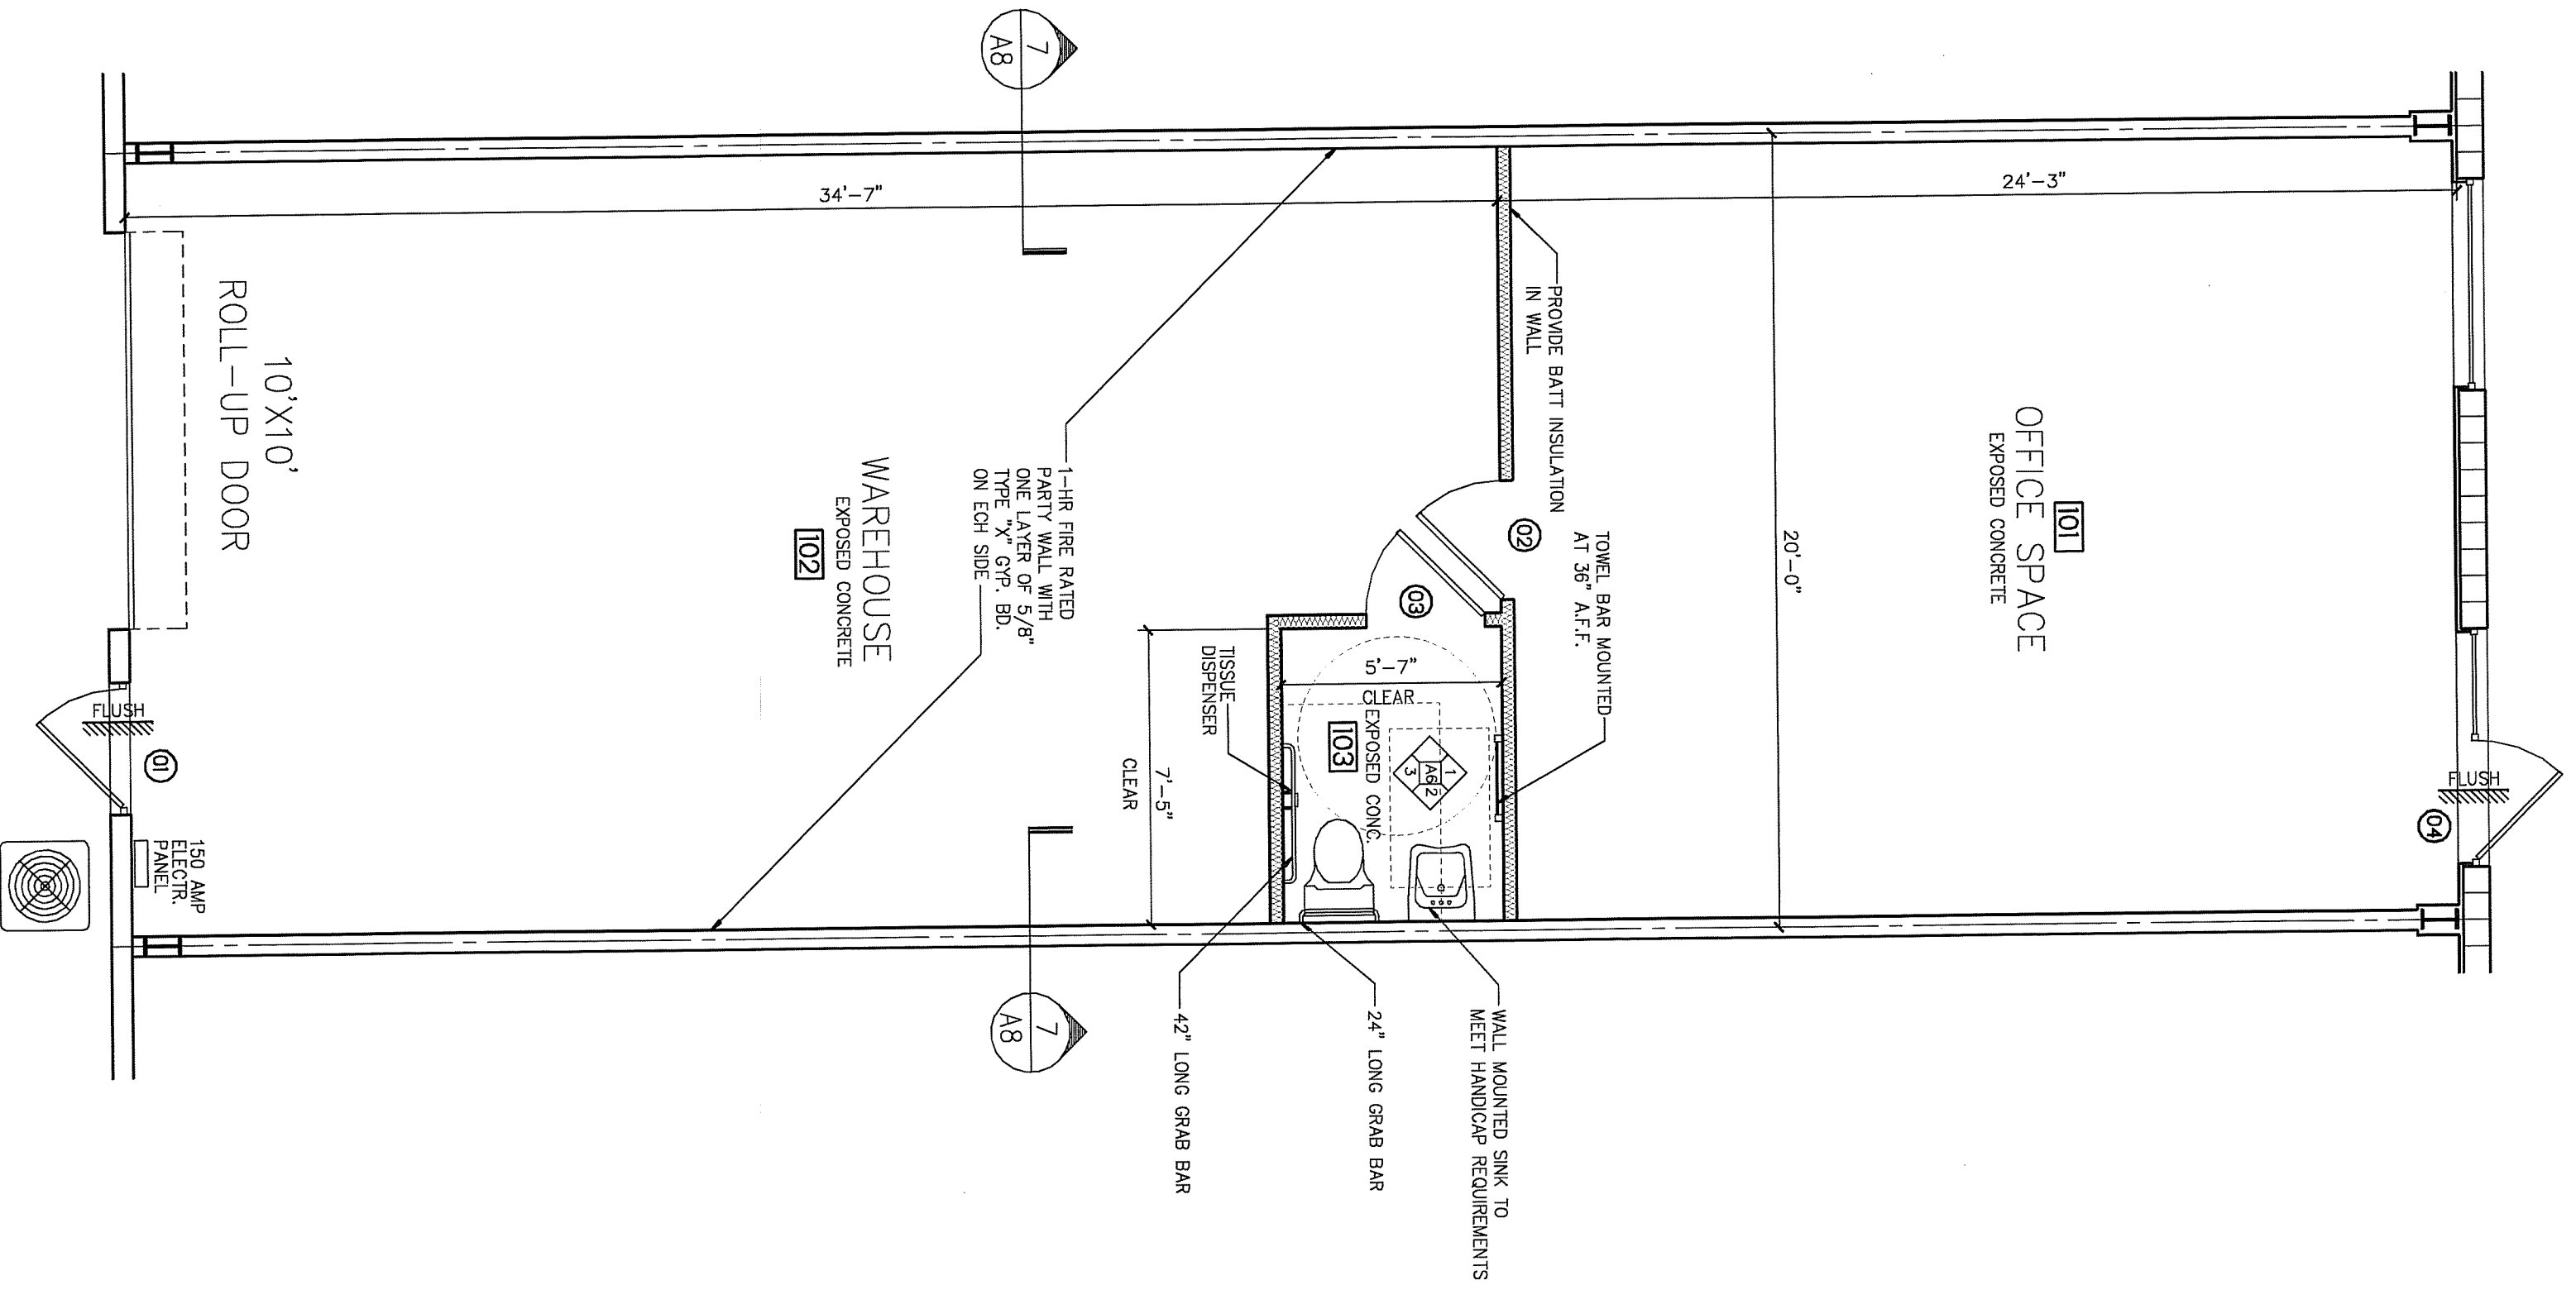 7
A8
34'-7"
24'-3"
PROVIDE BATT INSULATION
IN WALL
10'X10'
ROLL-UP DOOR
1-HR FIRE RATED
PARTY WALL WITH
ONE LAYER OF 5/8"
TYPE "X" GYP. BD.
ON ECH SIDE
WAREHOUSE
EXPOSED CONCRETE
102
101
OFFICE SPACE
EXPOSED CONCRETE
20'-0"
02
TOWEL BAR MOUNTED
AT 36" A.F.F.
03
5'-7"
CLEAR
TISSUE
DISPENSER
EXPOSED CONC.
103
1
A6
2
3
7'-5"
CLEAR
FLUSH
01
150 AMP
ELECTR.
PANEL
FLUSH
04
7
A8
WALL MOUNTED SINK TO
MEET HANDICAP REQUIREMENTS
24" LONG GRAB BAR
42" LONG GRAB BAR